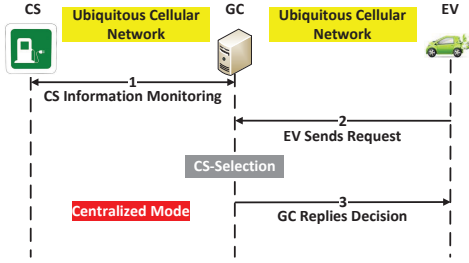 CS
Ubiquitous Cellular
Network
GC
Ubiquitous Cellular
Network
EV
1
CS Information Monitoring
2
EV Sends Request
CS-Selection
Centralized Mode
3
GC Replies Decision